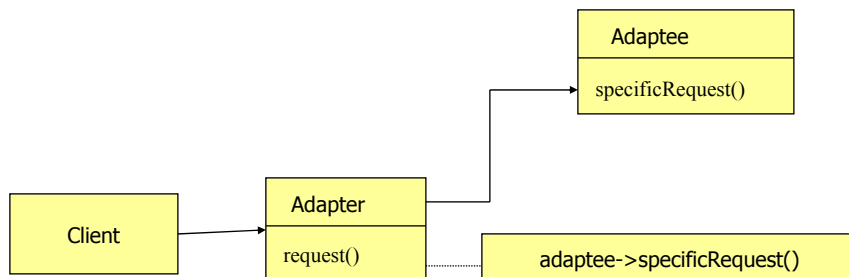 Adaptee
specificRequest()
Adapter
Client
request()
adaptee->specificRequest()